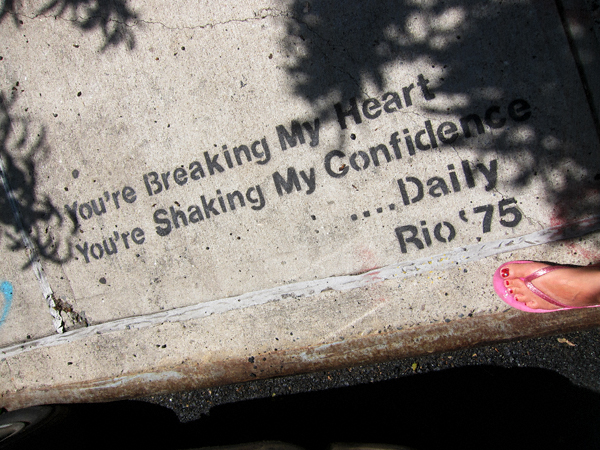 You're Breaking My Heart
You're Shaking My Confidence
....Daily
Rio '75